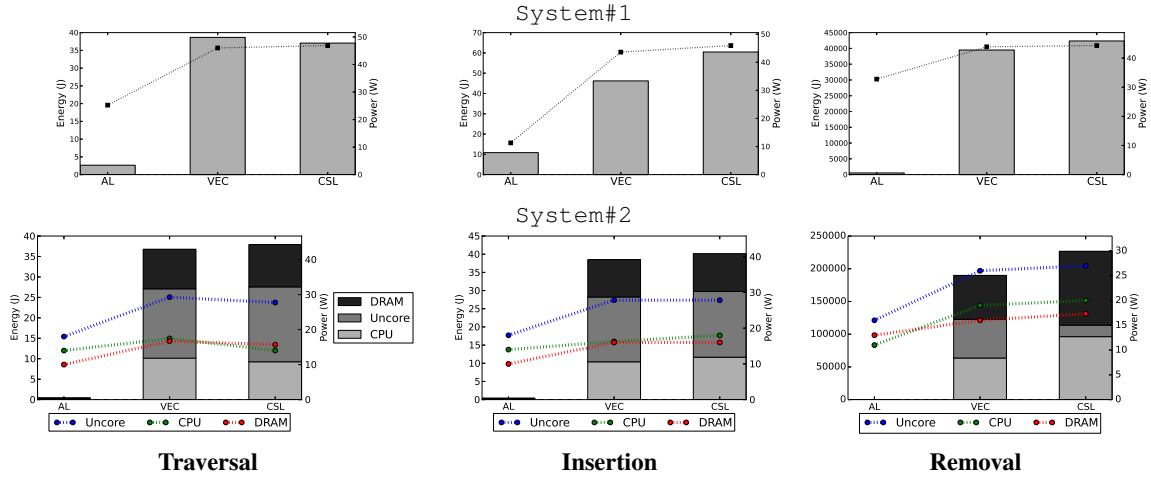 System#1
40
35
30
25
20
15
10
5
0
Energy (J)
AL
VEC
CSL
50
40
30
20
10
0
Power (W)
70
60
50
40
30
20
10
0
Energy (J)
AL
VEC
CSL
50
40
30
20
10
0
Power (W)
45000
40000
35000
30000
25000
20000
15000
10000
5000
0
Energy (J)
AL
VEC
CSL
40
30
20
10
0
Power (W)
System#2
40
35
30
25
20
15
10
5
0
Energy (J)
AL
VEC
CSL
40
30
20
10
0
Power (W)
DRAM
Uncore
CPU
Uncore CPU DRAM
45
40
35
30
25
20
15
10
5
0
Energy (J)
AL
VEC
CSL
40
30
20
10
0
Power (W)
Uncore CPU DRAM
250000
200000
150000
100000
50000
0
Energy (J)
AL
VEC
CSL
30
25
20
15
10
5
0
Power (W)
Uncore CPU DRAM
Traversal
Insertion
Removal